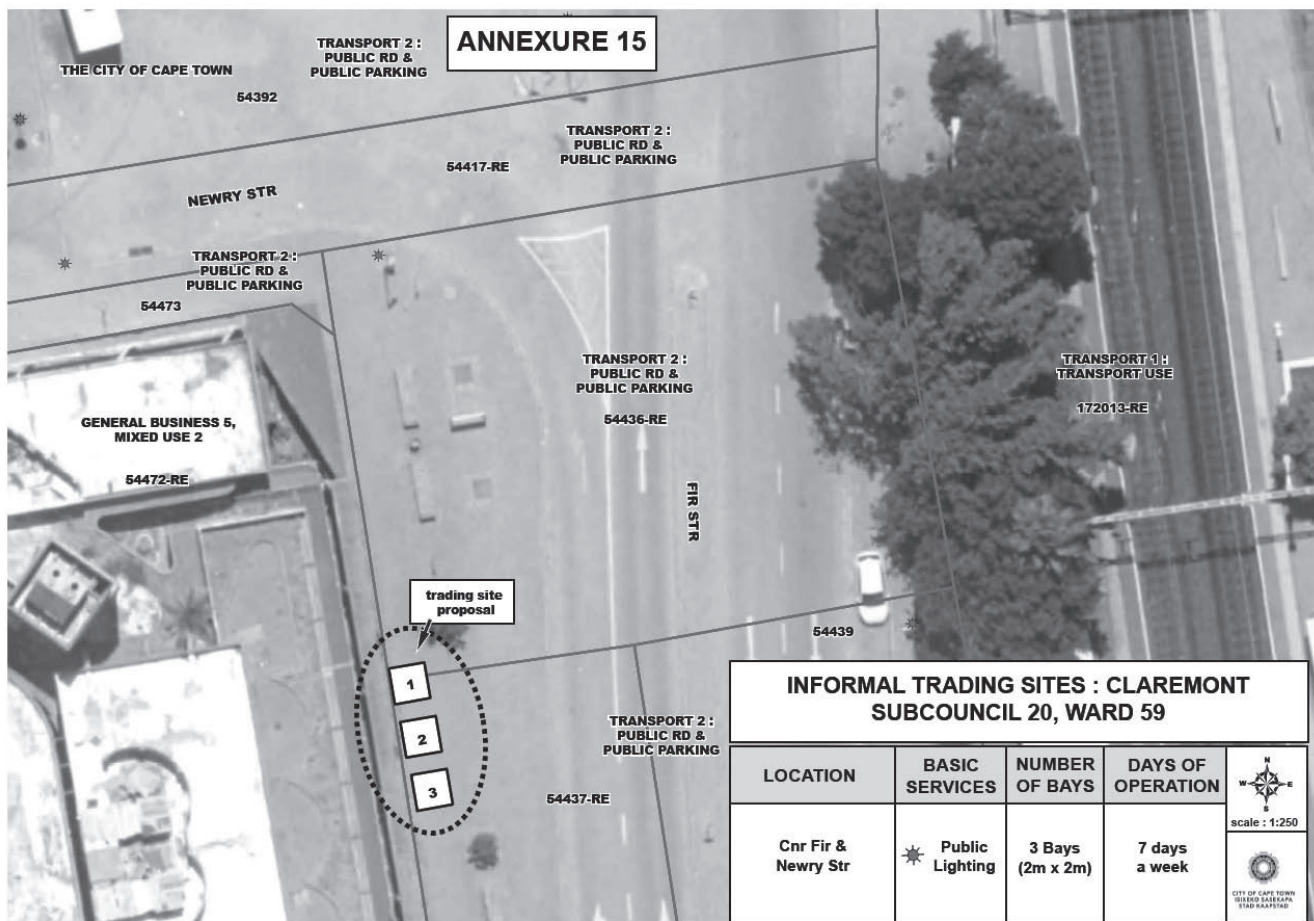 ANNEXURE 15
TRANSPORT 2 :
PUBLIC RD &
PUBLIC PARKING
THE CITY OF CAPE TOWN
54392
TRANSPORT 2 :
PUBLIC RD &
PUBLIC PARKING
54417-RE
NEWRY STR
TRANSPORT 2 :
PUBLIC RD &
PUBLIC PARKING
54473
TRANSPORT 2 :
PUBLIC RD &
PUBLIC PARKING
54436-RE
TRANSPORT 1 :
TRANSPORT USE
172013-RE
GENERAL BUSINESS 5,
MIXED USE 2
54472-RE
FIR STR
trading site
proposal
1
2
3
54439
TRANSPORT 2 :
PUBLIC RD &
PUBLIC PARKING
54437-RE
INFORMAL TRADING SITES : CLAREMONT
SUBCOUNCIL 20, WARD 59
LOCATION
BASIC
SERVICES
NUMBER
OF BAYS
DAYS OF
OPERATION
N
W E
S
scale : 1:250
Cnr Fir &
Newry Str
Public
Lighting
3 Bays
(2m x 2m)
7 days
a week
CITY OF CAPE TOWN
ISIXEKO SASEKAPA
STAD KAAPSTAD